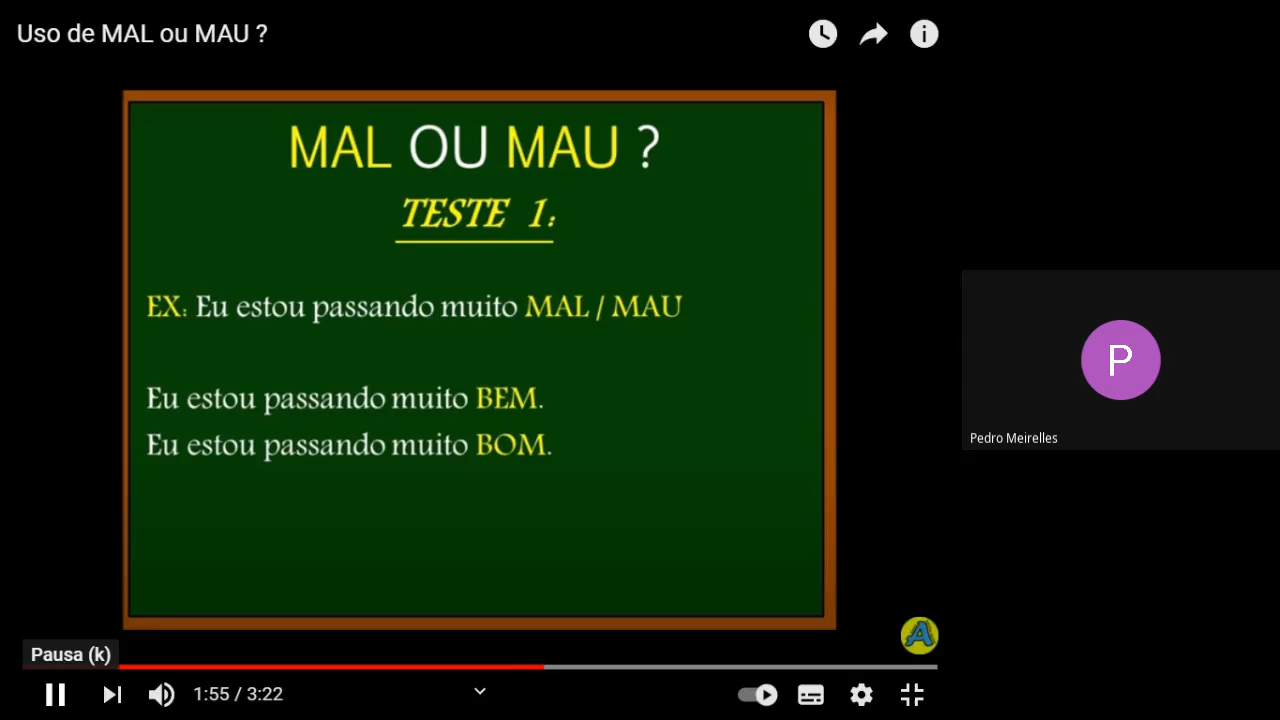 Uso de MAL ou MAU ?
MAL OU MAU ?
TESTE 1:
EX: Eu estou passando muito MAL / MAU
Eu estou passando muito BEM.
Eu estou passando muito BOM.
P
Pedro Meirelles
A
Pausa (k)
1:55 / 3:22